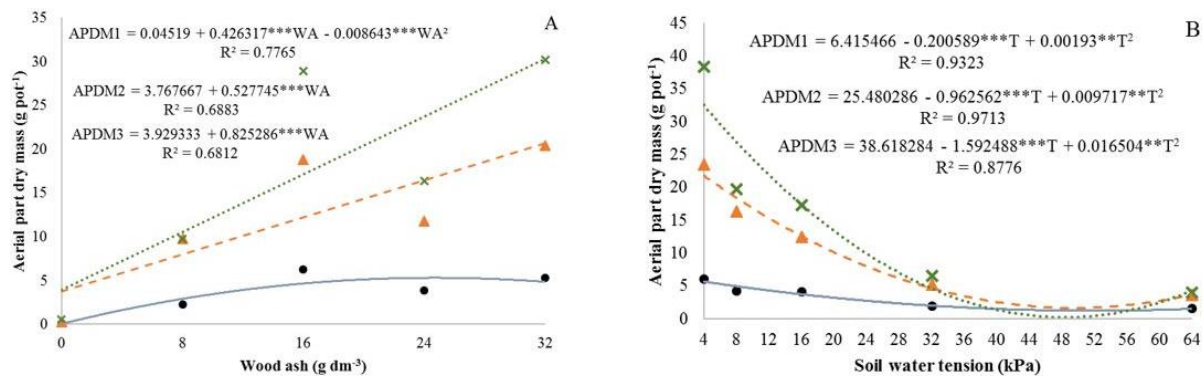 A
APDM1 = 0.04519 + 0.426317***WA - 0.008643***WA²
R² = 0.7765
APDM2 = 3.767667 + 0.527745***WA
R² = 0.6883
APDM3 = 3.929333 + 0.825286***WA
R² = 0.6812
Aerial part dry mass (g pot⁻¹)
35
30
25
20
15
10
5
0
0 8 16 24 32
Wood ash (g dm⁻³)
B
APDM1 = 6.415466 - 0.200589***T + 0.00193**T²
R² = 0.9323
APDM2 = 25.480286 - 0.962562***T + 0.009717**T²
R² = 0.9713
APDM3 = 38.618284 - 1.592488***T + 0.016504**T²
R² = 0.8776
Aerial part dry mass (g pot⁻¹)
45
40
35
30
25
20
15
10
5
0
4 8 12 16 20 24 28 32 36 40 44 48 52 56 60 64
Soil water tension (kPa)